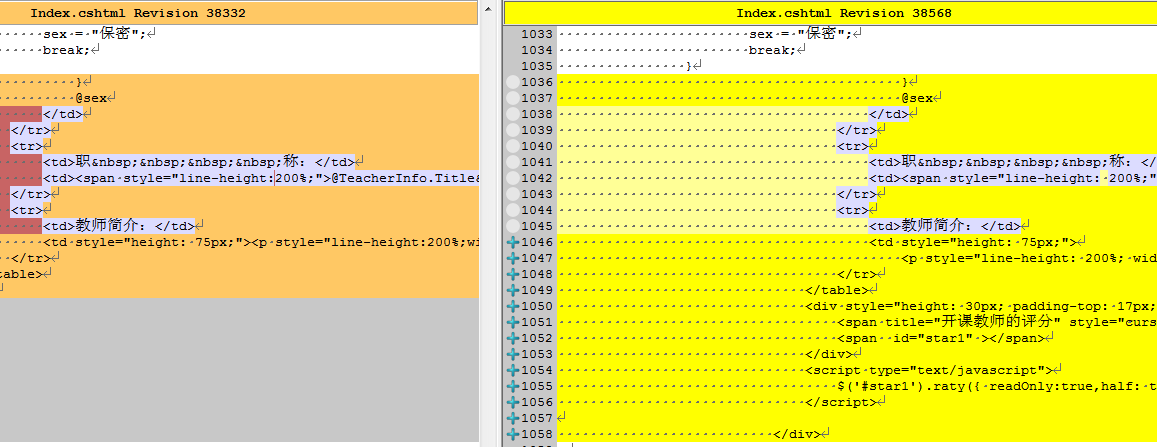 Index.cshtml Revision 38332
sex = "保密";
break;
}
@sex
</td>
</tr>
<tr>
<td>职&nbsp;&nbsp;&nbsp;&nbsp;称：</td>
<td><span style="line-height:200%;">@TeacherInfo.Title&
</tr>
<tr>
<td>教师简介：</td>
<td style="height: 75px;"><p style="line-height:200%;wi
</tr>
table>
Index.cshtml Revision 38568
1033 sex = "保密";
1034 break;
1035 }
1036 }
1037 @sex
1038 </td>
1039 </tr>
1040 <tr>
1041 <td>职&nbsp;&nbsp;&nbsp;&nbsp;称：</
1042 <td><span style="line-height: 200%;"
1043 </tr>
1044 <tr>
1045 <td>教师简介：</td>
1046 <td style="height: 75px;">
1047 <p style="line-height: 200%; wid
1048 </tr>
1049 </table>
1050 <div style="height: 30px; padding-top: 17px;
1051 <span title="开课教师的评分" style="curs
1052 <span id="star1" ></span>
1053 </div>
1054 <script type="text/javascript">
1055 $('#star1').raty({ readOnly:true,half: t
1056 </script>
1057
1058 </div>